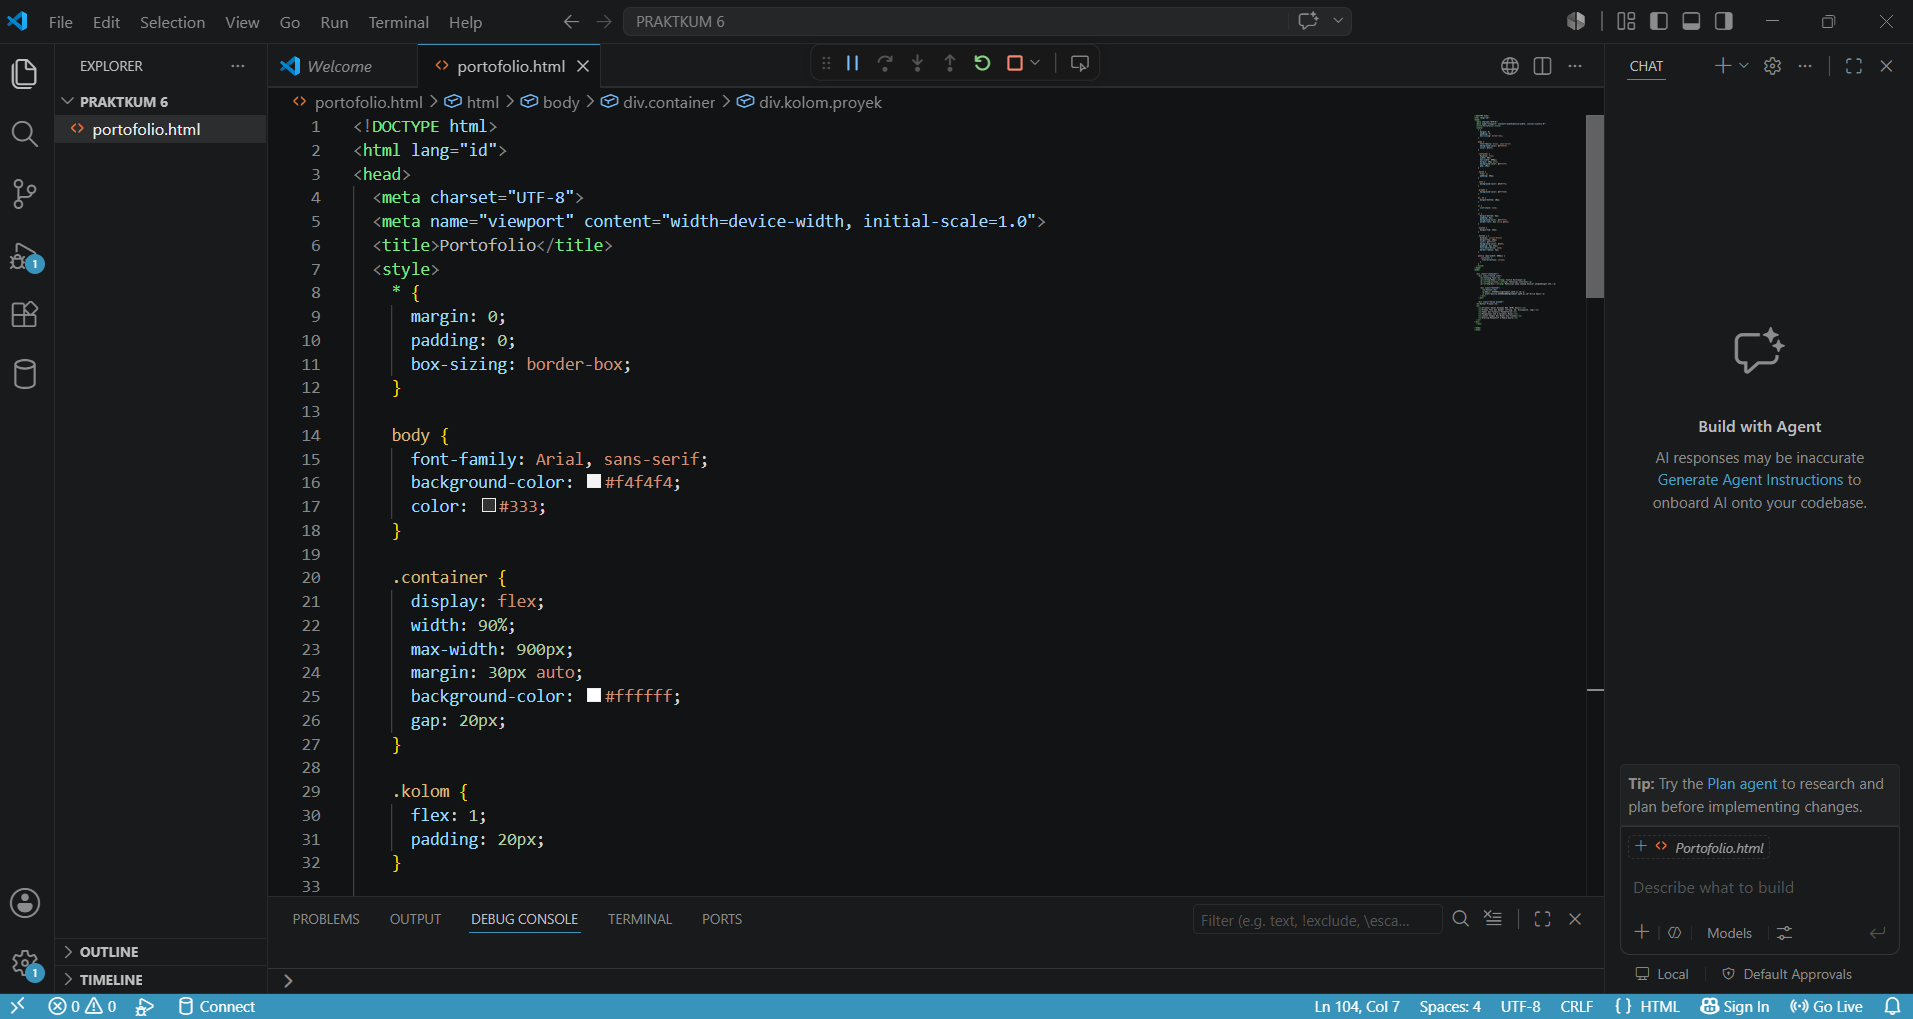 File Edit Selection View Go Run Terminal Help
PRAKTKUM 6
EXPLORER
PRAKTKUM 6
portofolio.html
OUTLINE
TIMELINE
Welcome
portofolio.html
portofolio.html > html > body > div.container > div.kolom.proyek
1 <!DOCTYPE html>
2 <html lang="id">
3 <head>
4 <meta charset="UTF-8">
5 <meta name="viewport" content="width=device-width, initial-scale=1.0">
6 <title>Portofolio</title>
7 <style>
8 * {
9 margin: 0;
10 padding: 0;
11 box-sizing: border-box;
12 }
13
14 body {
15 font-family: Arial, sans-serif;
16 background-color: #f4f4f4;
17 color: #333;
18 }
19
20 .container {
21 display: flex;
22 width: 90%;
23 max-width: 900px;
24 margin: 30px auto;
25 background-color: #ffffff;
26 gap: 20px;
27 }
28
29 .kolom {
30 flex: 1;
31 padding: 20px;
32 }
33
PROBLEMS OUTPUT DEBUG CONSOLE TERMINAL PORTS
Filter (e.g. text, !exclude, \esca...
CHAT
Build with Agent
AI responses may be inaccurate
Generate Agent Instructions to
onboard AI onto your codebase.
Tip: Try the Plan agent to research and
plan before implementing changes.
Portofolio.html
Describe what to build
Models
Local Default Approvals
1
1
0 0 Connect
Ln 104, Col 7 Spaces: 4 UTF-8 CRLF { } HTML Sign In Go Live